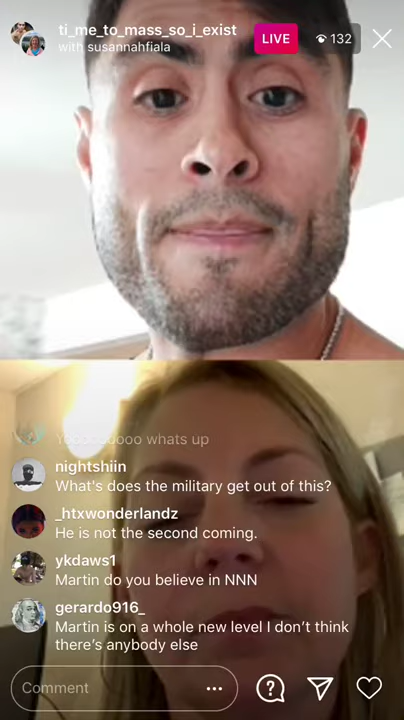 ti_me_to_mass_so_i_exist
with susannahfiala
LIVE
132
Yooooooooo whats up
nightshiin
What's does the military get out of this?
_htxwonderlandz
He is not the second coming.
ykdaws1
Martin do you believe in NNN
gerardo916_
Martin is on a whole new level I don't think
there's anybody else
Comment